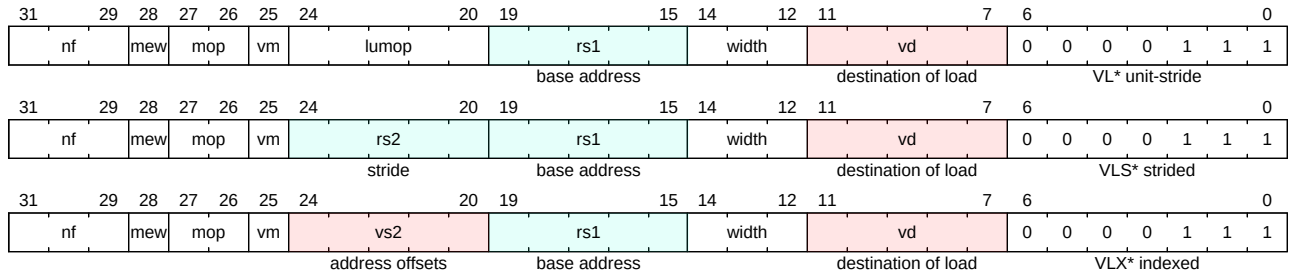 31 29 28 27 26 25 24 20 19 15 14 12 11 7 6 0
nf mew mop vm lumop rs1 width vd 0 0 0 0 1 1 1
base address destination of load VL* unit-stride
31 29 28 27 26 25 24 20 19 15 14 12 11 7 6 0
nf mew mop vm rs2 rs1 width vd 0 0 0 0 1 1 1
stride base address destination of load VLS* strided
31 29 28 27 26 25 24 20 19 15 14 12 11 7 6 0
nf mew mop vm vs2 rs1 width vd 0 0 0 0 1 1 1
address offsets base address destination of load VLX* indexed